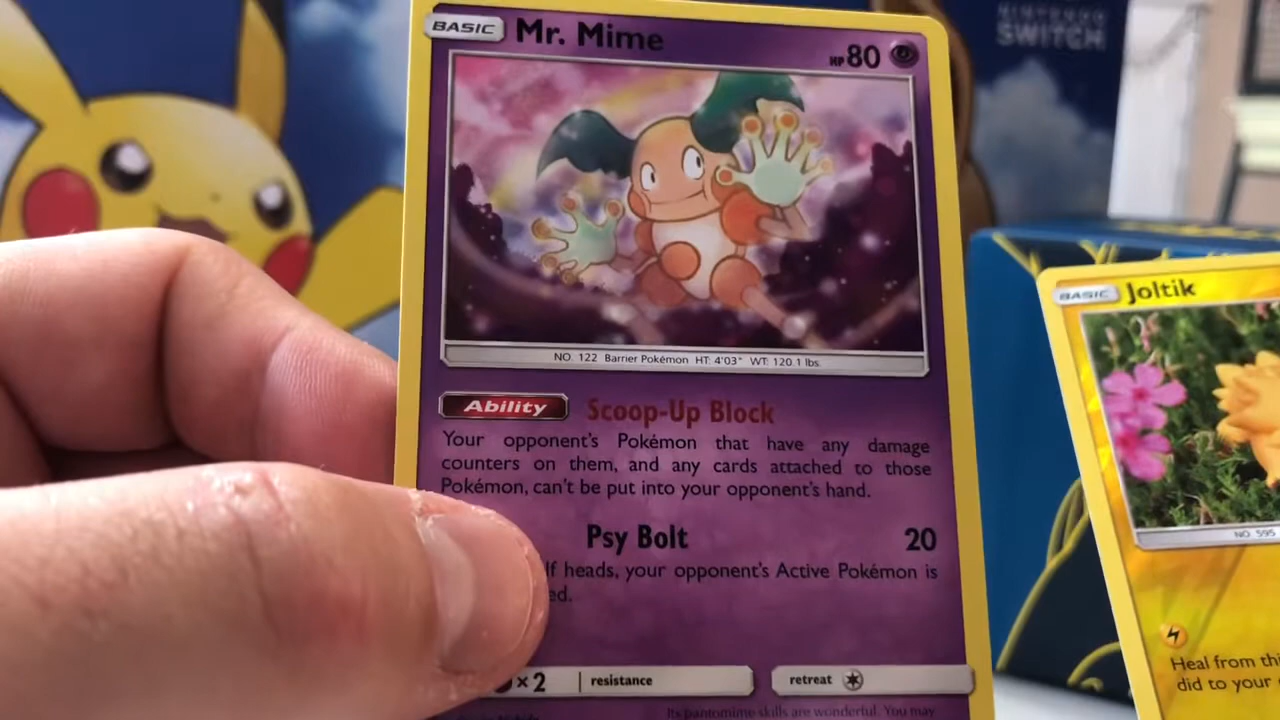 NINTENDO
SWITCH
BASIC Mr. Mime HP 80
NO. 122 Barrier Pokémon HT: 4'03" WT: 120.1 lbs.
Ability Scoop-Up Block
Your opponent's Pokémon that have any damage
counters on them, and any cards attached to those
Pokémon, can't be put into your opponent's hand.
Psy Bolt 20
If heads, your opponent's Active Pokémon is
ed.
×2 resistance retreat
Its pantomime skills are wonderful. You may
BASIC Joltik
NO. 595
Heal from thi
did to your